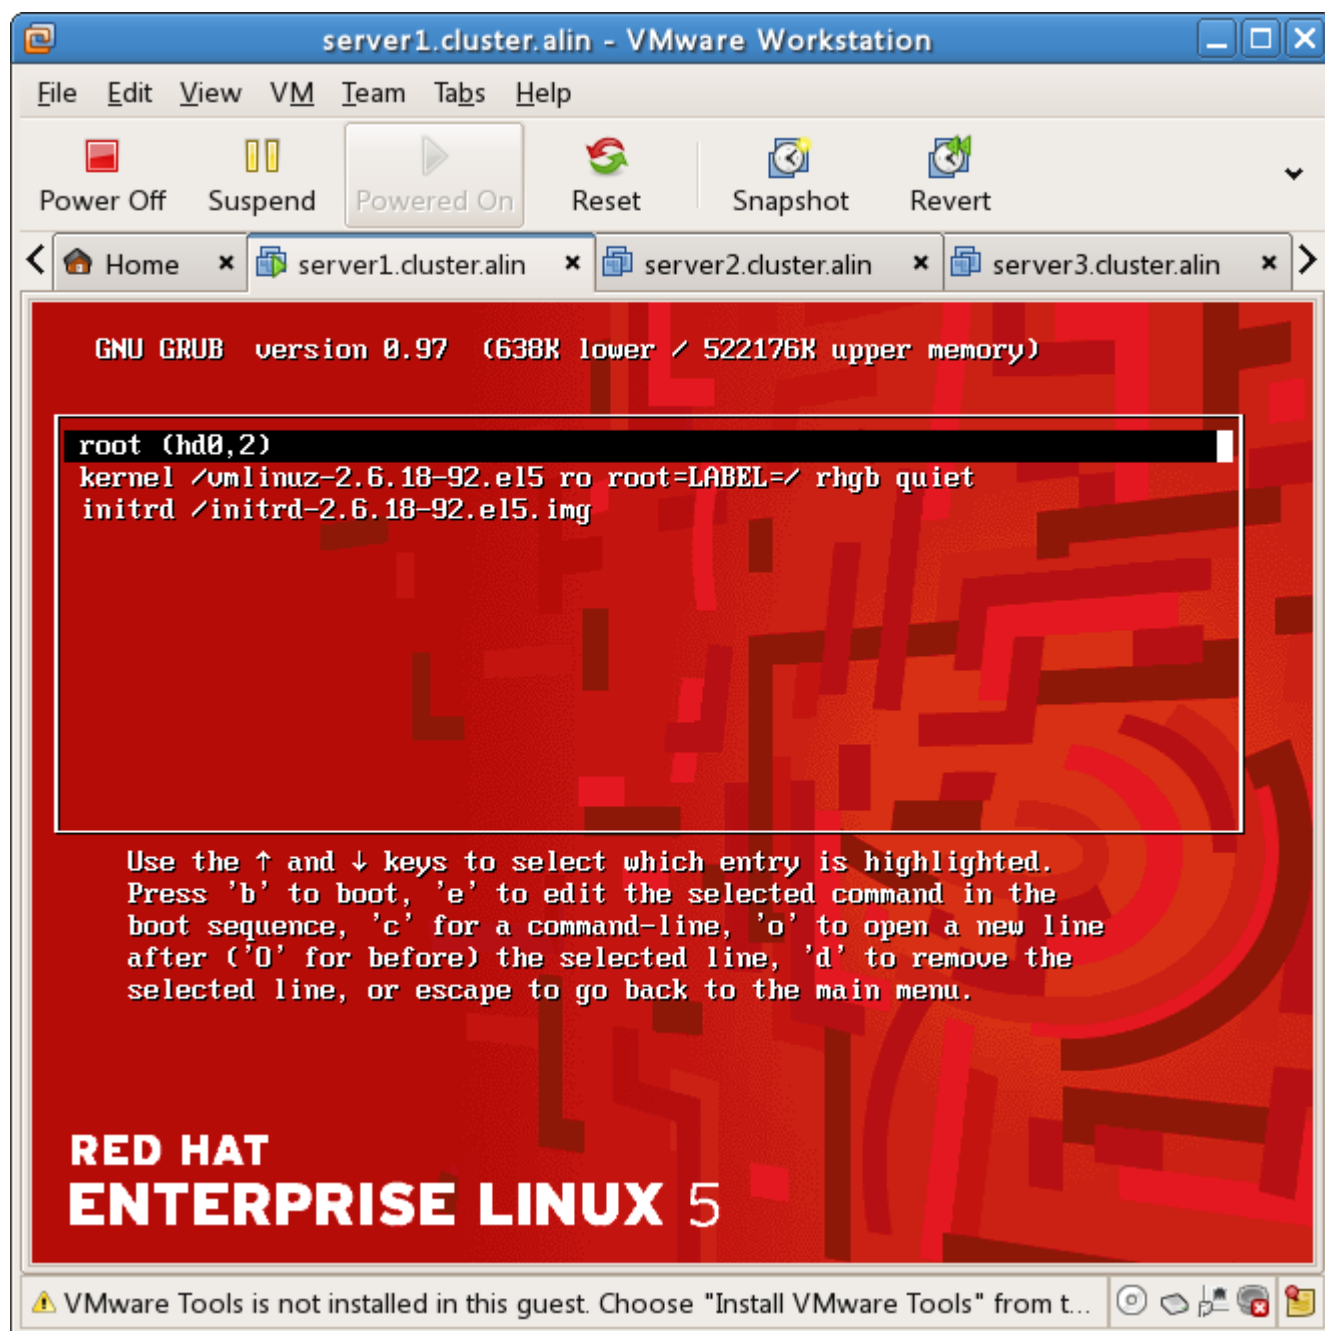 server1.cluster.alin - VMware Workstation
File Edit View VM Team Tabs Help
Power Off Suspend Powered On Reset Snapshot Revert
Home server1.cluster.alin server2.cluster.alin server3.cluster.alin
GNU GRUB version 0.97 (638K lower / 522176K upper memory)
root (hd0,2)
kernel /vmlinuz-2.6.18-92.el5 ro root=LABEL=/ rhgb quiet
initrd /initrd-2.6.18-92.el5.img
Use the ↑ and ↓ keys to select which entry is highlighted.
Press 'b' to boot, 'e' to edit the selected command in the
boot sequence, 'c' for a command-line, 'o' to open a new line
after ('O' for before) the selected line, 'd' to remove the
selected line, or escape to go back to the main menu.
RED HAT
ENTERPRISE LINUX 5
VMware Tools is not installed in this guest. Choose "Install VMware Tools" from t...